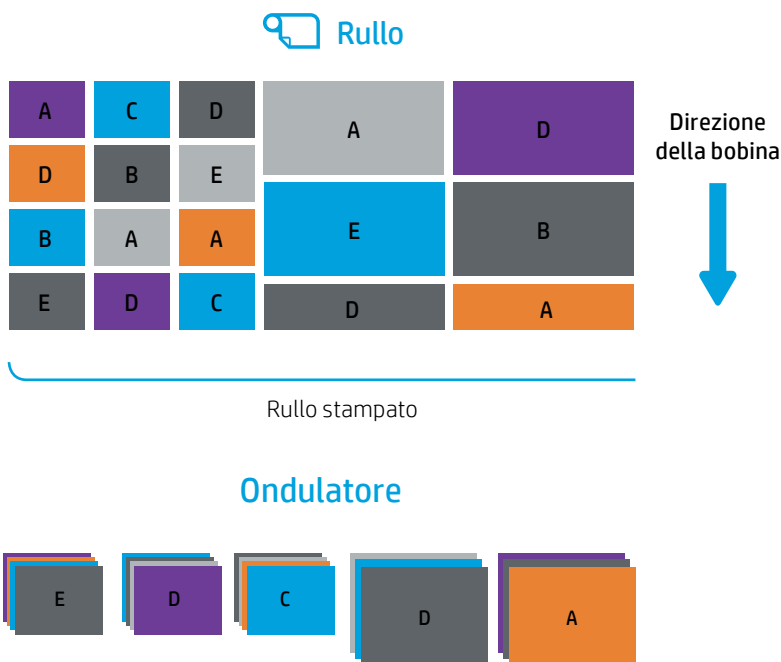 Rullo
A C D A D
D B E
B A A E B
E D C D A
Direzione
della bobina
Rullo stampato
Ondulatore
E D C D A